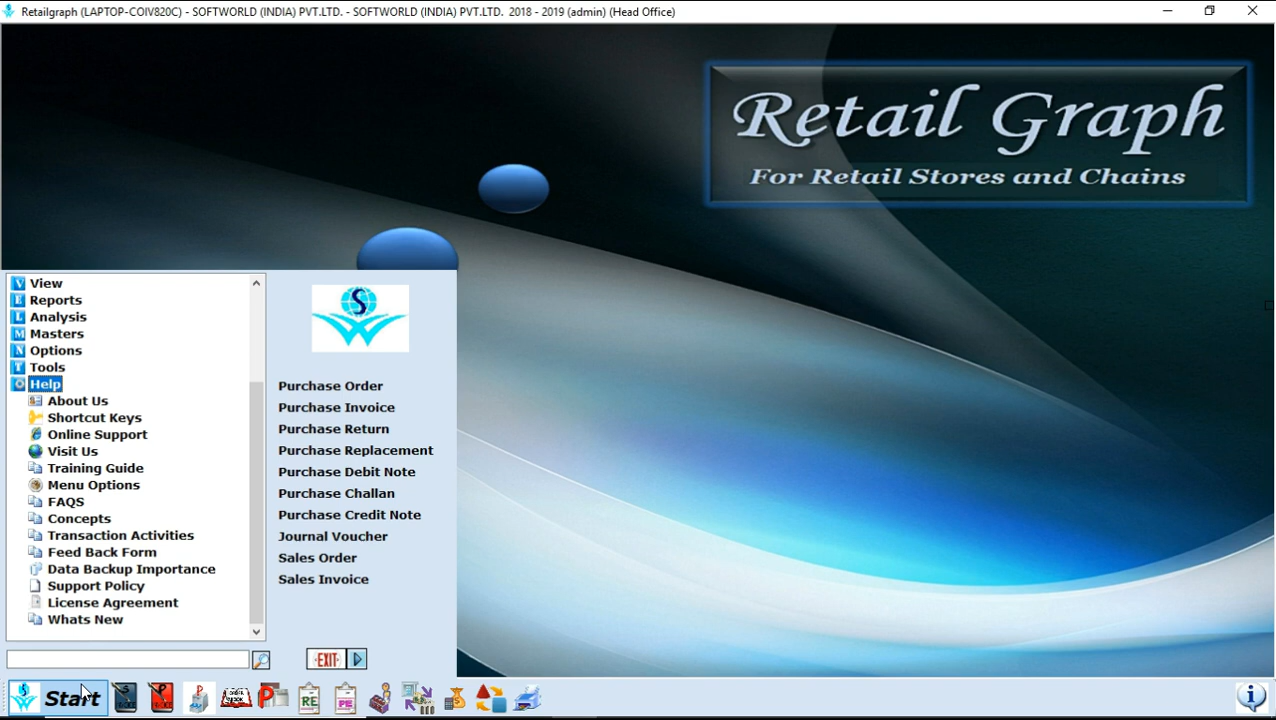 Retailgraph (LAPTOP-COIV820C) - SOFTWORLD (INDIA) PVT.LTD. - SOFTWORLD (INDIA) PVT.LTD. 2018 - 2019 (admin) (Head Office)
Retail Graph
For Retail Stores and Chains
View
Reports
Analysis
Masters
Options
Tools
Help
About Us
Shortcut Keys
Online Support
Visit Us
Training Guide
Menu Options
FAQS
Concepts
Transaction Activities
Feed Back Form
Data Backup Importance
Support Policy
License Agreement
Whats New
Purchase Order
Purchase Invoice
Purchase Return
Purchase Replacement
Purchase Debit Note
Purchase Challan
Purchase Credit Note
Journal Voucher
Sales Order
Sales Invoice
EXIT
Start